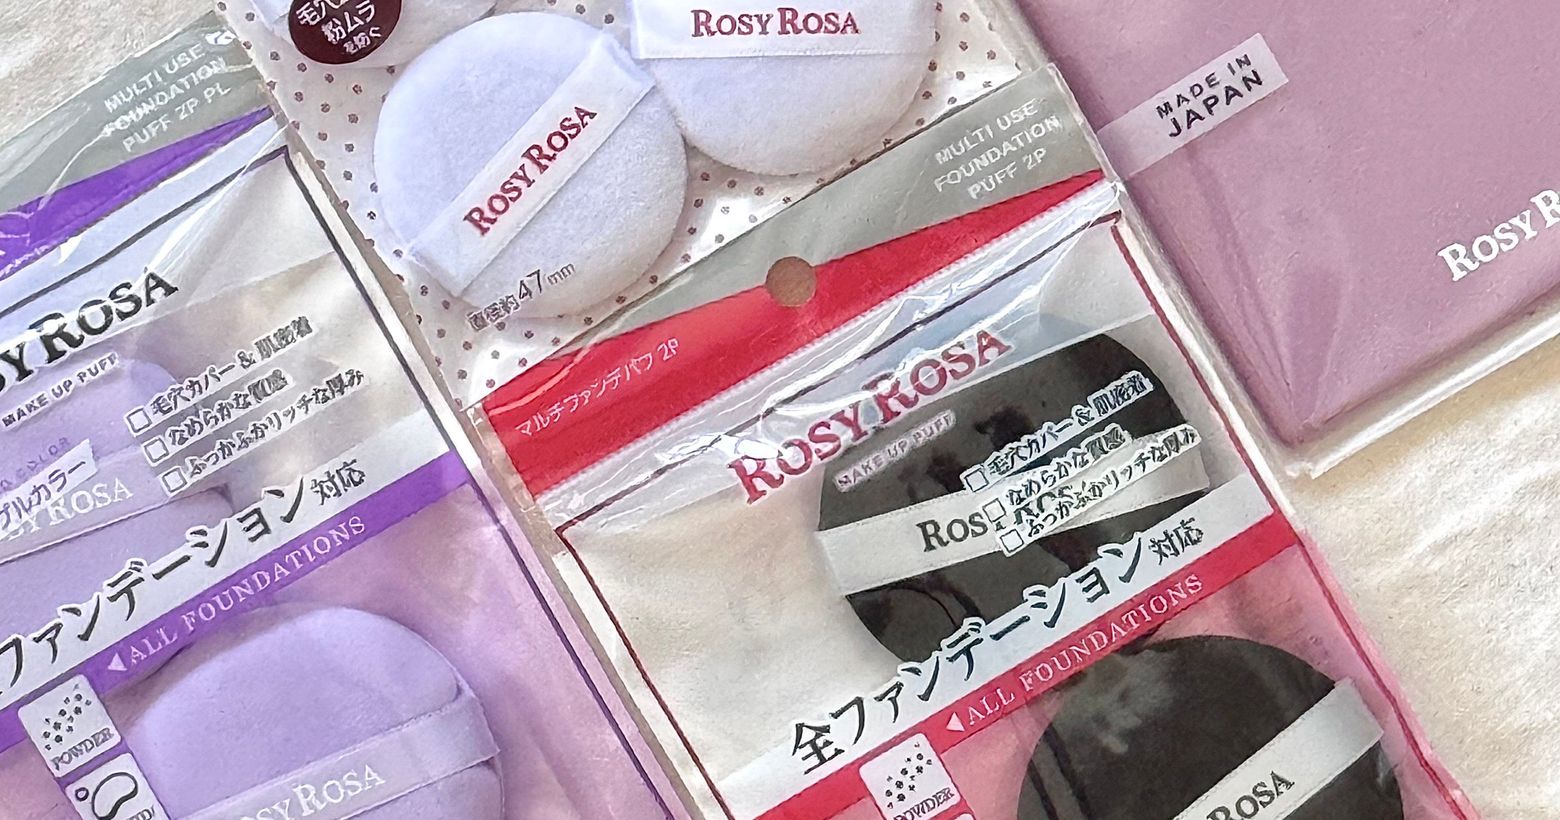 MULTI USE
FOUNDATION
PUFF 2P PL
ROSY ROSA
MAKE UP PUFF
COLOR
プルカラー
ROSA
□毛穴カバー&肌密着
□なめらかな質感
□ふっかふかリッチな厚み
ファンデーション対応
◀ALL FOUNDATIONS
POWDER
ROSY ROSA
毛穴
粉ムラ
を防ぐ
ROSY ROSA
ROSY ROSA
直径約47mm
MULTI USE
FOUNDATION
PUFF 2P
マルチファンデパフ 2P
ROSY ROSA
MAKE UP PUFF
□毛穴カバー&肌密着
□なめらかな質感
□ふっかふかリッチな厚み
ROS
全ファンデーション対応
◀ALL FOUNDATIONS
POWDER
ROSA
MADE IN
JAPAN
ROSY R